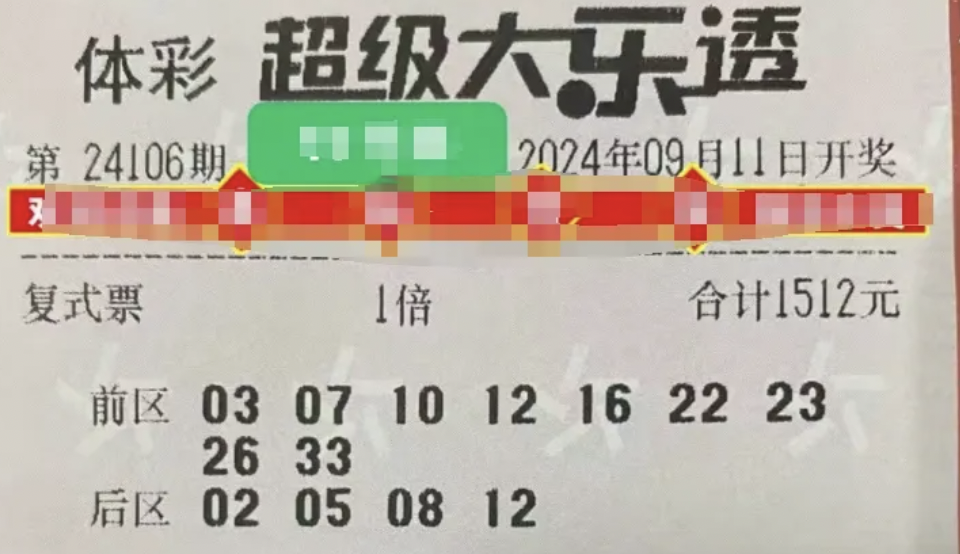 体彩 超级大乐透
第 24106期 2024年09月11日开奖
复式票 1倍 合计1512元
前区 03 07 10 12 16 22 23
26 33
后区 02 05 08 12